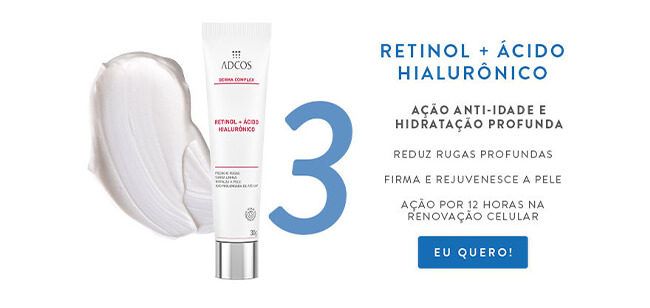 ADCOS
DERMA COMPLEX
RETINOL + ÁCIDO
HIALURÔNICO
30g
3
RETINOL + ÁCIDO
HIALURÔNICO
AÇÃO ANTI-IDADE E
HIDRATAÇÃO PROFUNDA
REDUZ RUGAS PROFUNDAS
FIRMA E REJUVENESCE A PELE
AÇÃO POR 12 HORAS NA
RENOVAÇÃO CELULAR
EU QUERO!